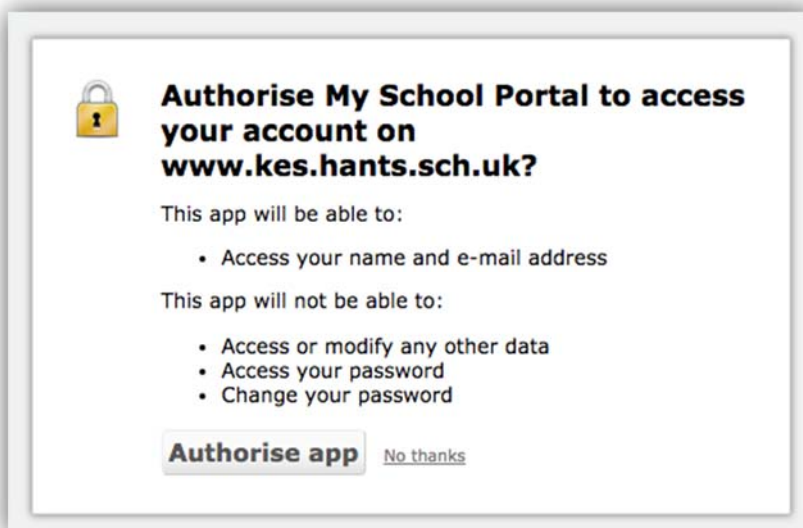 Authorise My School Portal to access
your account on
www.kes.hants.sch.uk?
This app will be able to:
• Access your name and e-mail address
This app will not be able to:
• Access or modify any other data
• Access your password
• Change your password
Authorise app No thanks